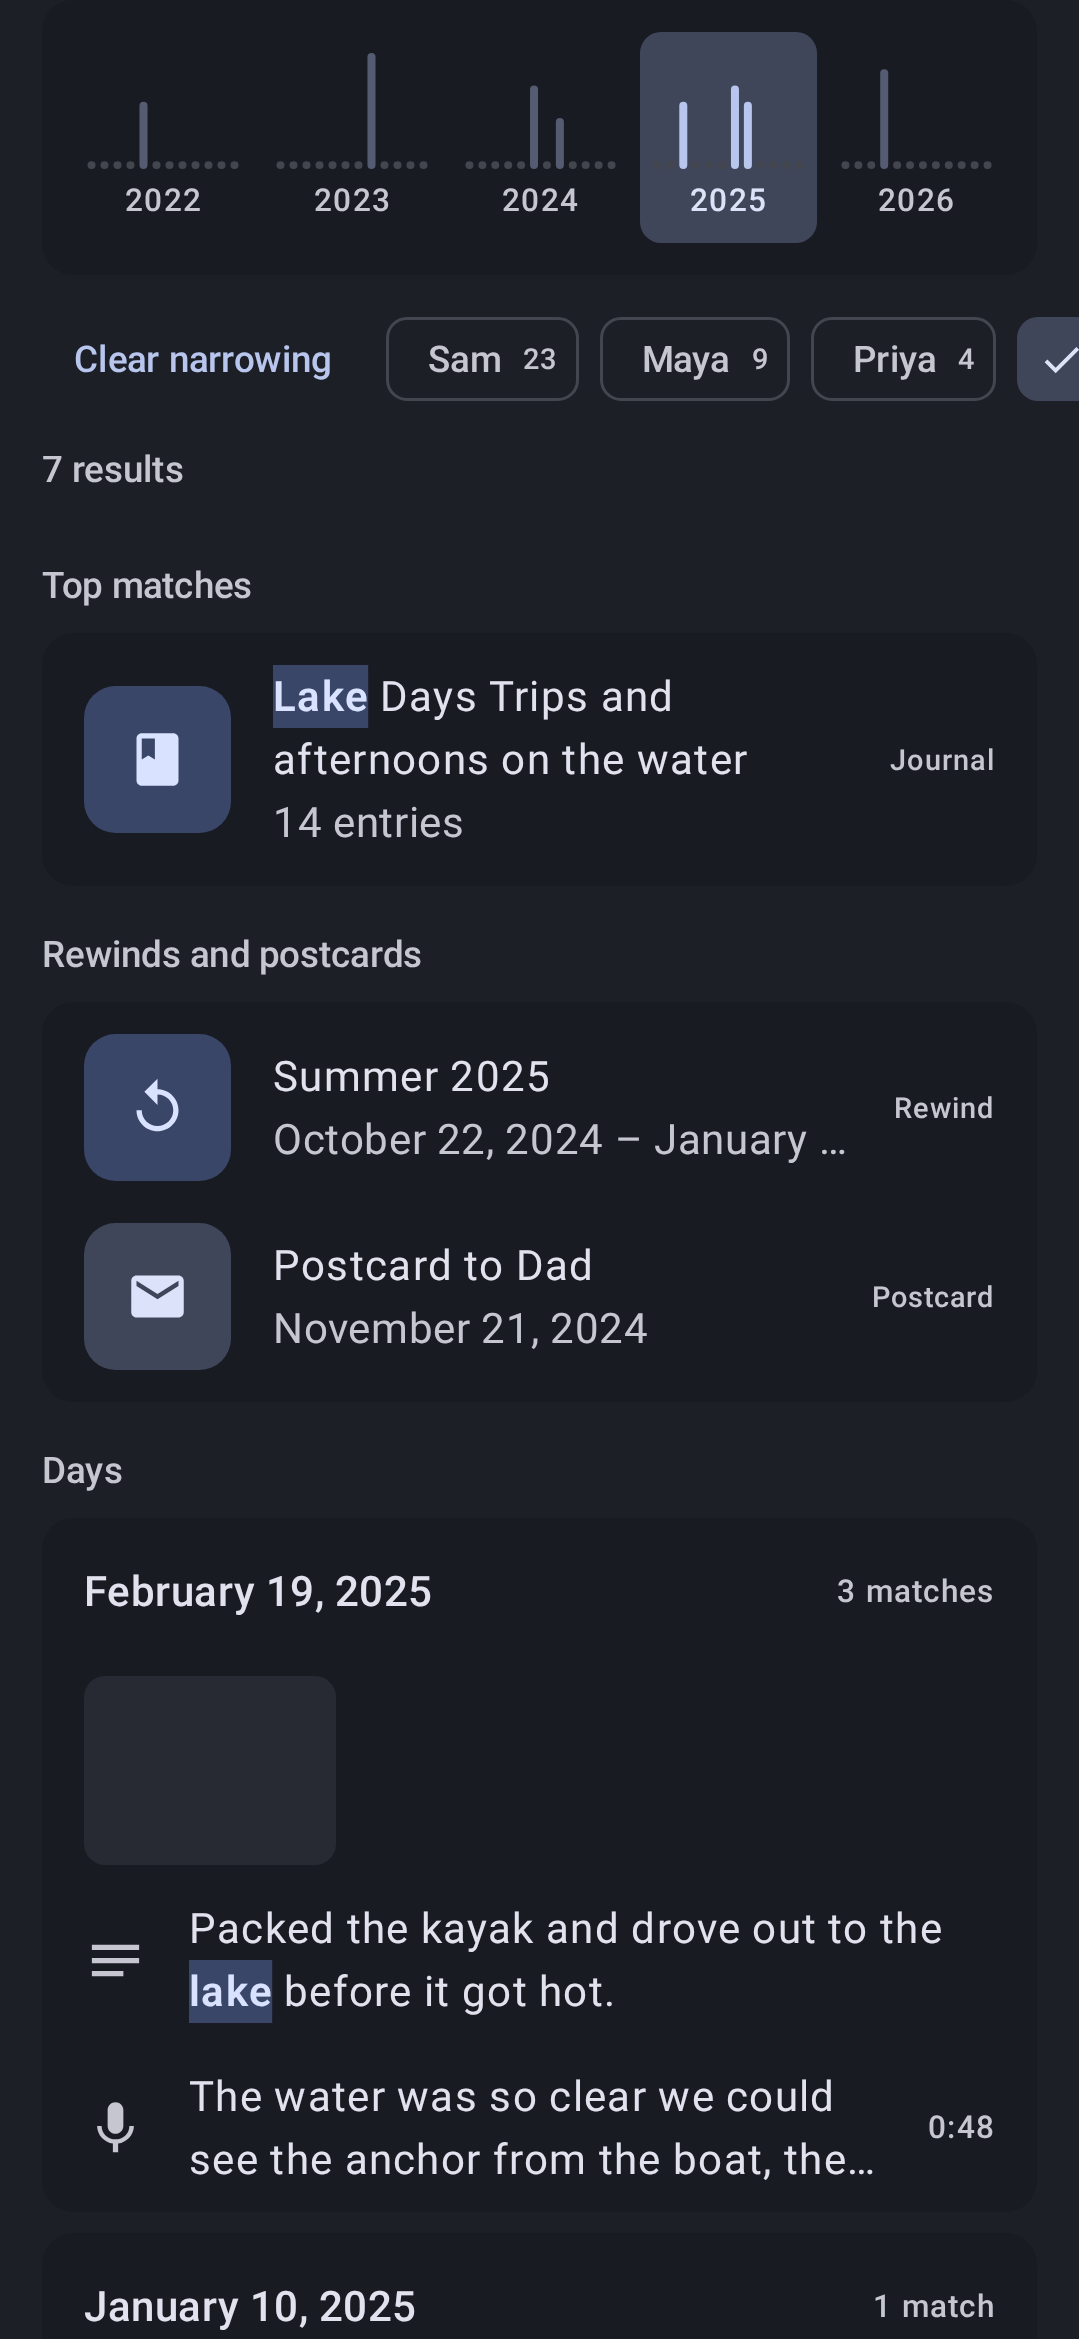 2022 2023 2024 2025 2026
Clear narrowing Sam 23 Maya 9 Priya 4
7 results
Top matches
Lake Days Trips and
afternoons on the water
Journal
14 entries
Rewinds and postcards
Summer 2025
October 22, 2024 – January …
Rewind
Postcard to Dad
November 21, 2024
Postcard
Days
February 19, 2025 3 matches
Packed the kayak and drove out to the
lake before it got hot.
The water was so clear we could
see the anchor from the boat, the…
0:48
January 10, 2025 1 match